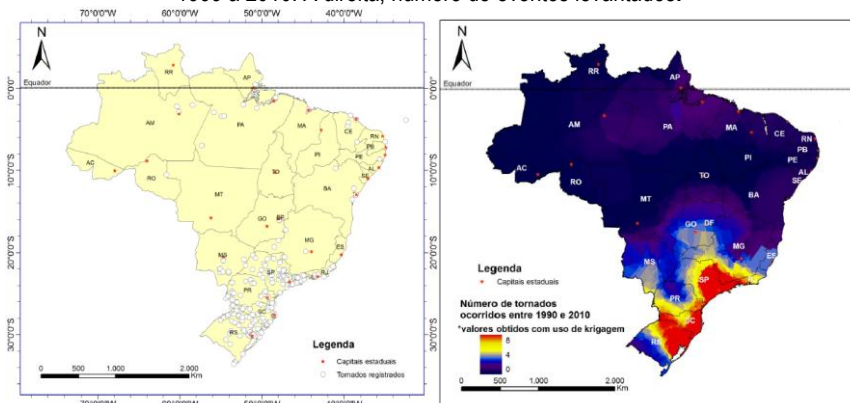 1990 a 2010. À direita, número de eventos levantados.
70°0'0"W 60°0'0"W 50°0'0"W 40°0'0"W
N
Equador
0°0'0"
10°0'0"S
20°0'0"S
30°0'0"S
RR
AP
AM
PA
MA
CE
RN
PB
PE
AL
SE
PI
AC
RO
TO
BA
MT
GO
DF
MG
ES
MS
SP
RJ
PR
SC
RS
Legenda
Capitais estaduais
Tornados registrados
0 500 1.000 2.000
Km
70°0'0"W 60°0'0"W 50°0'0"W 40°0'0"W
N
Equador
RR
AP
AM
PA
MA
CE
RN
PB
PE
AL
SE
PI
AC
RO
TO
BA
MT
GO
DF
MG
ES
MS
SP
PR
SC
RS
Legenda
Capitais estaduais
Número de tornados
ocorridos entre 1990 e 2010
*valores obtidos com uso de krigagem
8
4
0
0 500 1.000 2.000
Km